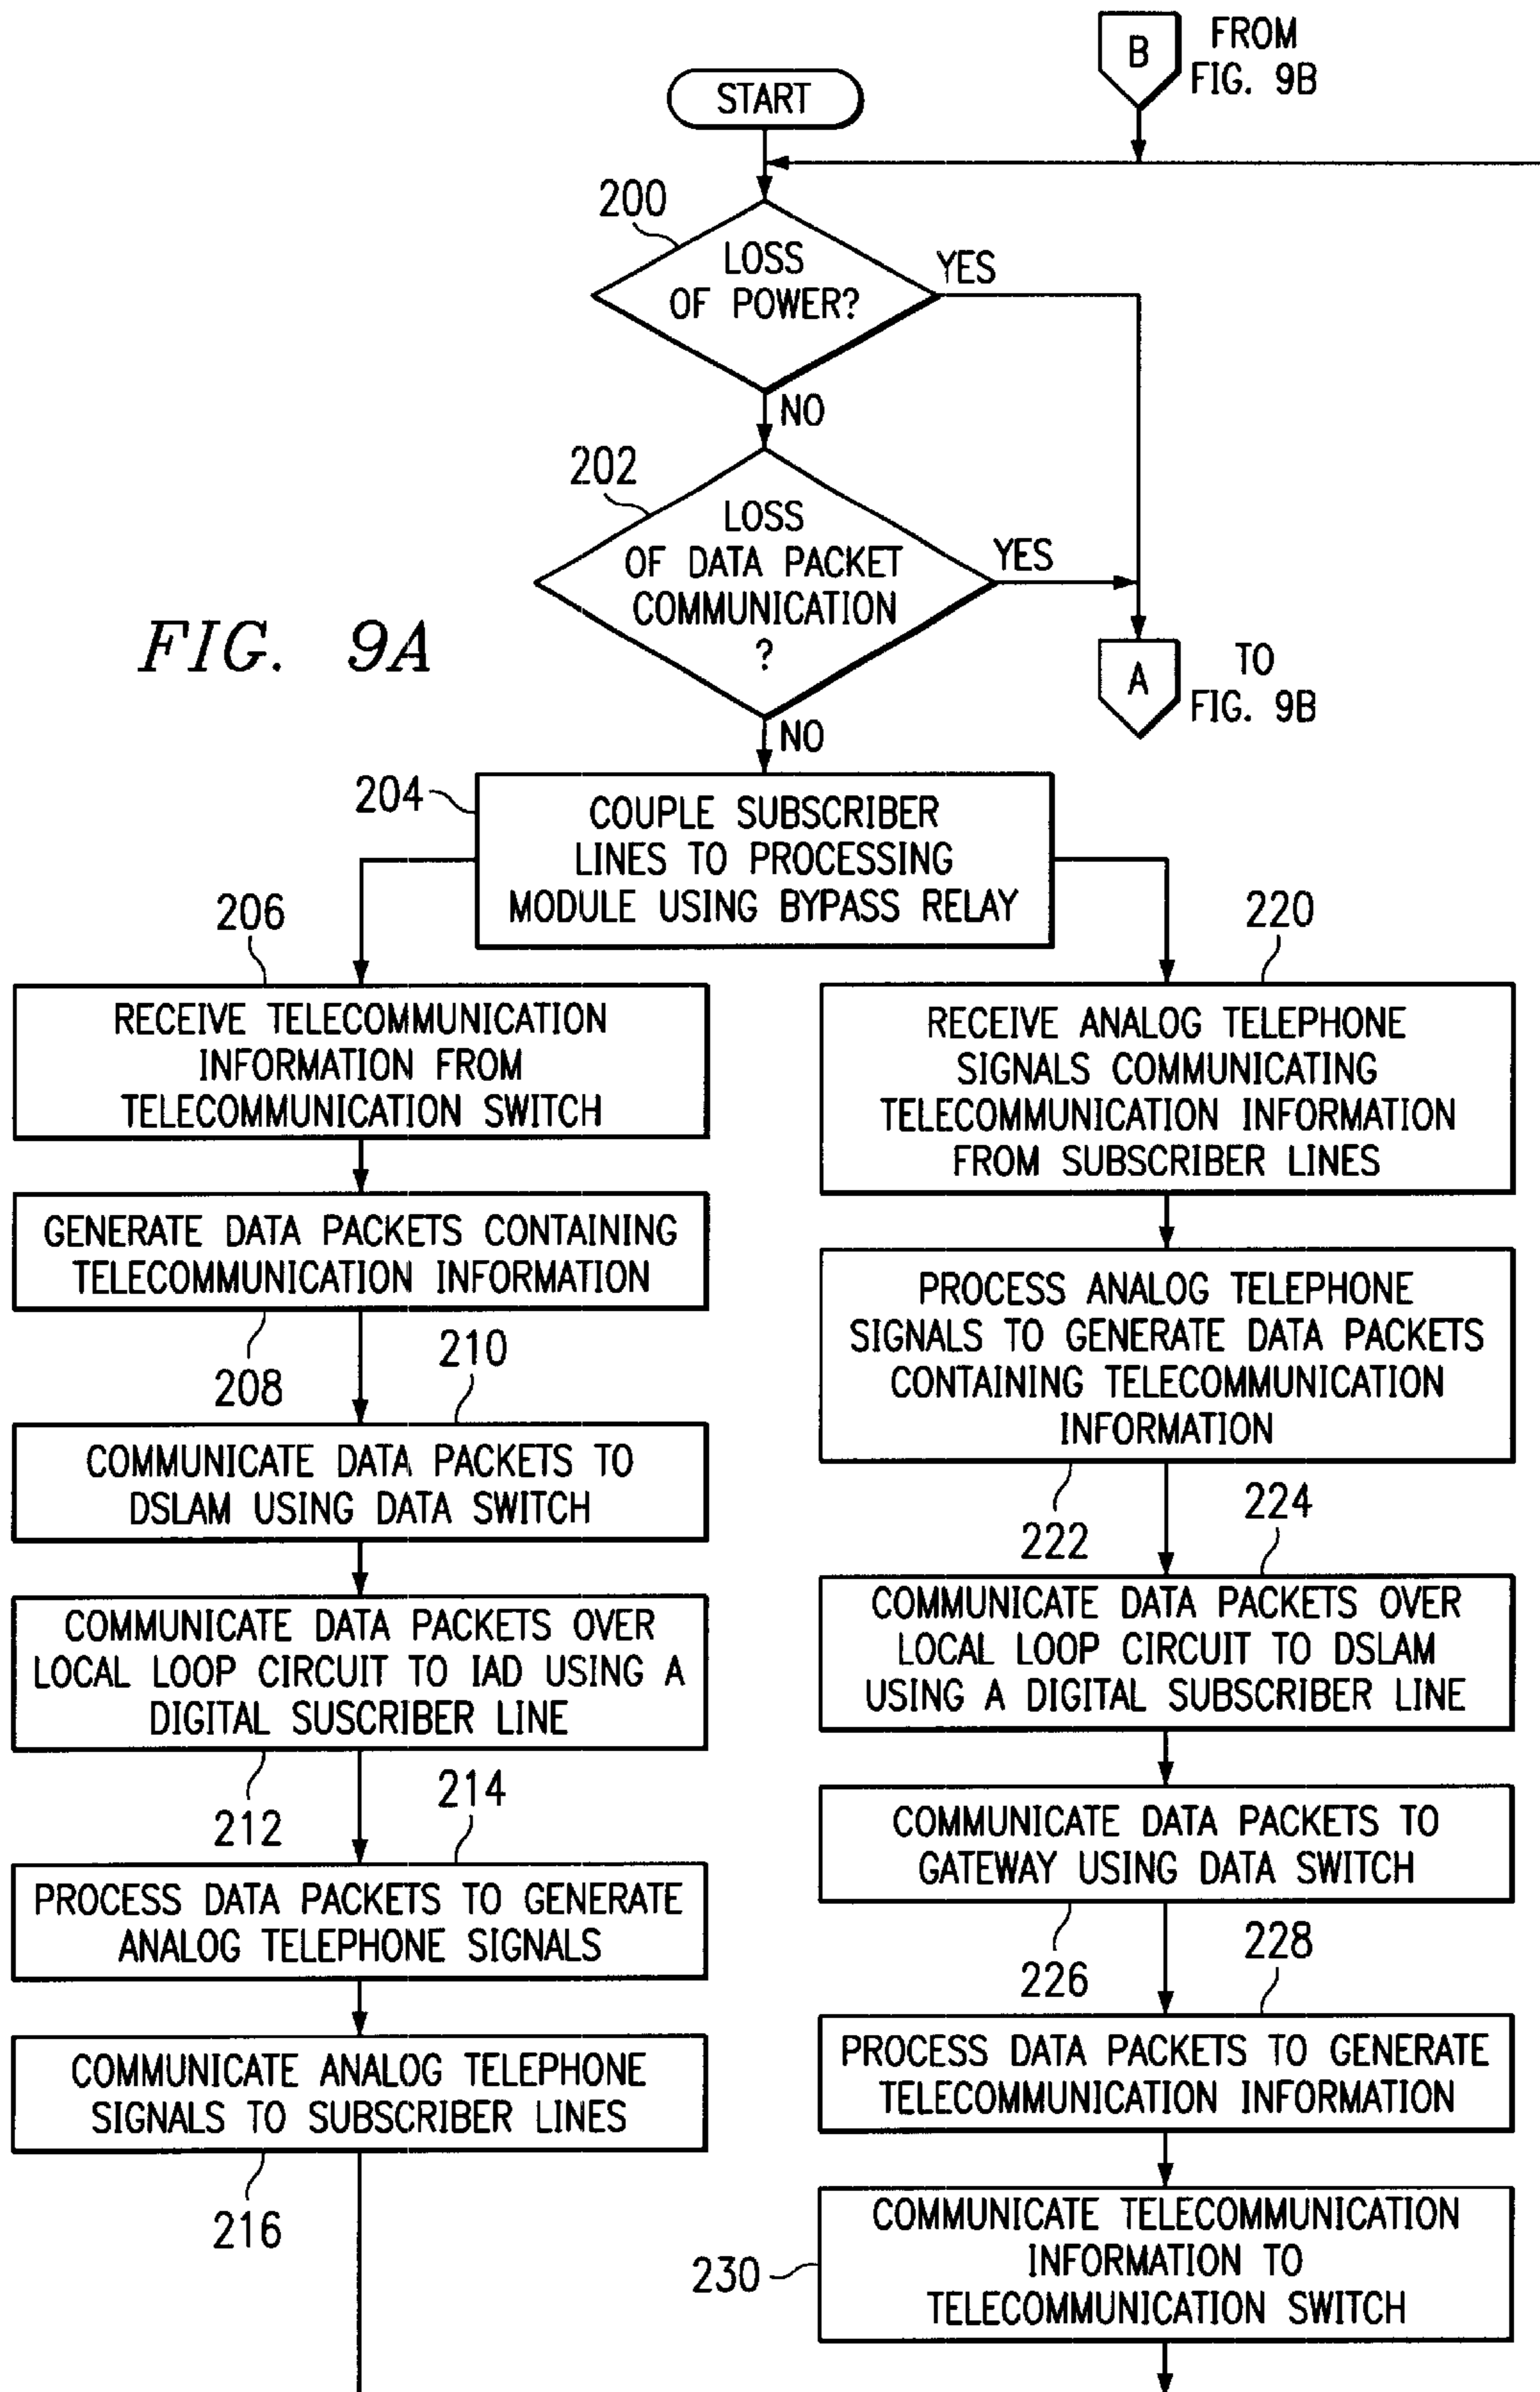 B
FROM
FIG. 9B
START
200
LOSS
OF POWER?
YES
NO
202
LOSS
OF DATA PACKET
COMMUNICATION
?
YES
FIG. 9A
A
TO
FIG. 9B
NO
204
COUPLE SUBSCRIBER
LINES TO PROCESSING
MODULE USING BYPASS RELAY
206
RECEIVE TELECOMMUNICATION
INFORMATION FROM
TELECOMMUNICATION SWITCH
GENERATE DATA PACKETS CONTAINING
TELECOMMUNICATION INFORMATION
208
210
COMMUNICATE DATA PACKETS TO
DSLAM USING DATA SWITCH
COMMUNICATE DATA PACKETS OVER
LOCAL LOOP CIRCUIT TO IAD USING A
DIGITAL SUSCRIBER LINE
212
214
PROCESS DATA PACKETS TO GENERATE
ANALOG TELEPHONE SIGNALS
COMMUNICATE ANALOG TELEPHONE
SIGNALS TO SUBSCRIBER LINES
216
220
RECEIVE ANALOG TELEPHONE
SIGNALS COMMUNICATING
TELECOMMUNICATION INFORMATION
FROM SUBSCRIBER LINES
PROCESS ANALOG TELEPHONE
SIGNALS TO GENERATE DATA PACKETS
CONTAINING TELECOMMUNICATION
INFORMATION
222
224
COMMUNICATE DATA PACKETS OVER
LOCAL LOOP CIRCUIT TO DSLAM
USING A DIGITAL SUBSCRIBER LINE
COMMUNICATE DATA PACKETS TO
GATEWAY USING DATA SWITCH
226
228
PROCESS DATA PACKETS TO GENERATE
TELECOMMUNICATION INFORMATION
230
COMMUNICATE TELECOMMUNICATION
INFORMATION TO
TELECOMMUNICATION SWITCH